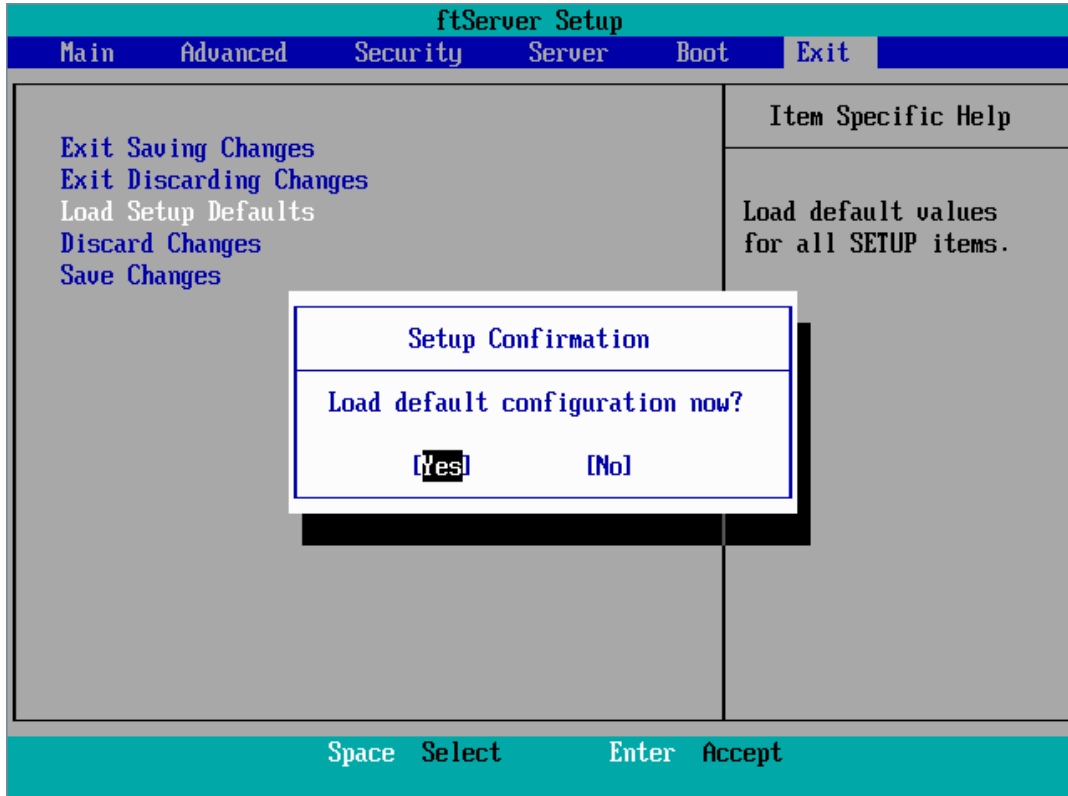 ftServer Setup
Main Advanced Security Server Boot Exit
Exit Saving Changes
Exit Discarding Changes
Load Setup Defaults
Discard Changes
Save Changes
Item Specific Help
Load default values
for all SETUP items.
Setup Confirmation
Load default configuration now?
[Yes] [No]
Space Select Enter Accept